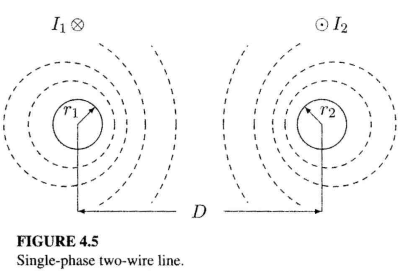 I₁ ⊗ ⊙ I₂
r₁ r₂
D
FIGURE 4.5
Single-phase two-wire line.